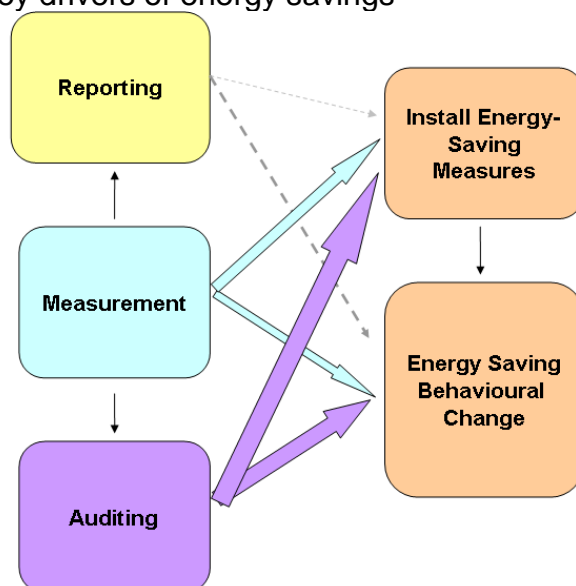 drivers of energy savings
Reporting
Install Energy-
Saving
Measures
Measurement
Energy Saving
Behavioural
Change
Auditing